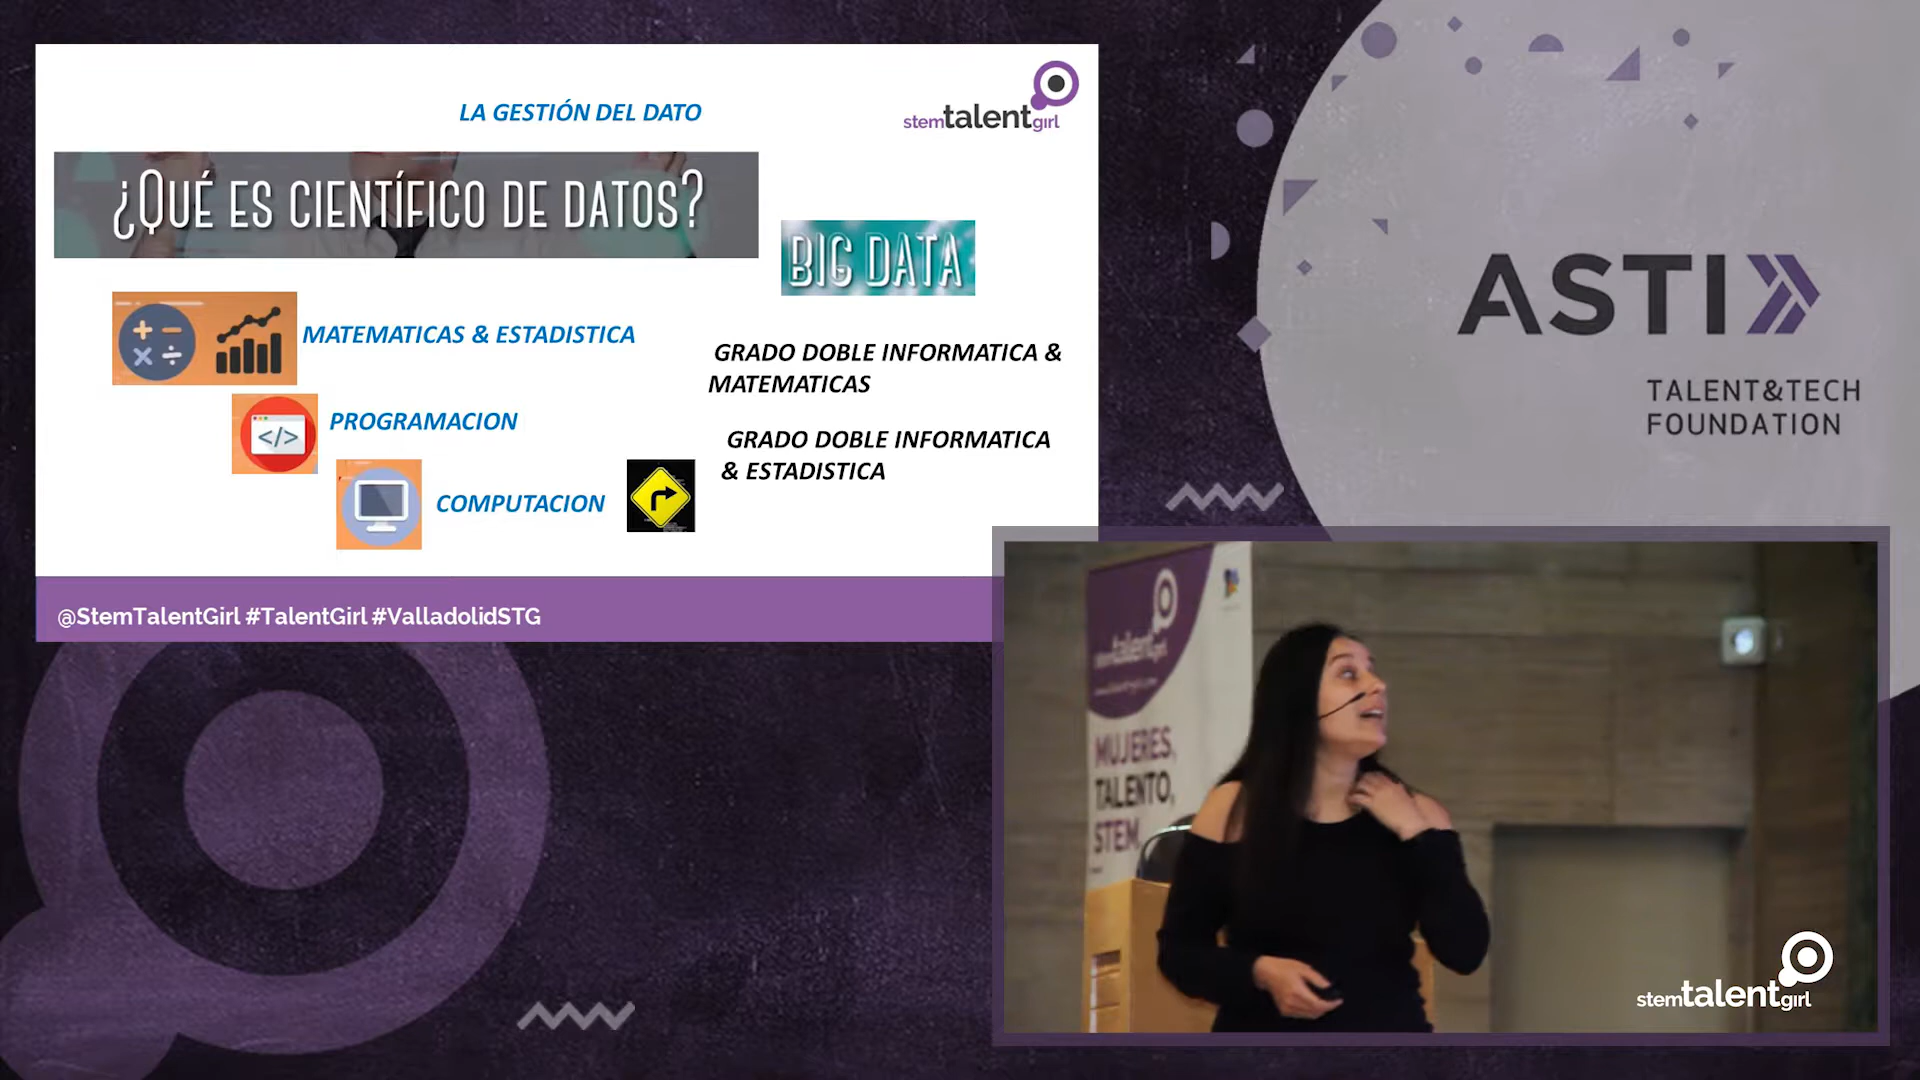 LA GESTIÓN DEL DATO
stemtalentgirl
¿QUÉ ES CIENTÍFICO DE DATOS?
BIG DATA
MATEMATICAS & ESTADISTICA
GRADO DOBLE INFORMATICA &
MATEMATICAS
</>
PROGRAMACION
GRADO DOBLE INFORMATICA
& ESTADISTICA
COMPUTACION
@StemTalentGirl #TalentGirl #ValladolidSTG
ASTI
TALENT&TECH
FOUNDATION
stemtalentgirl
MUJERES,
TALENTO,
STEM.
stemtalentgirl